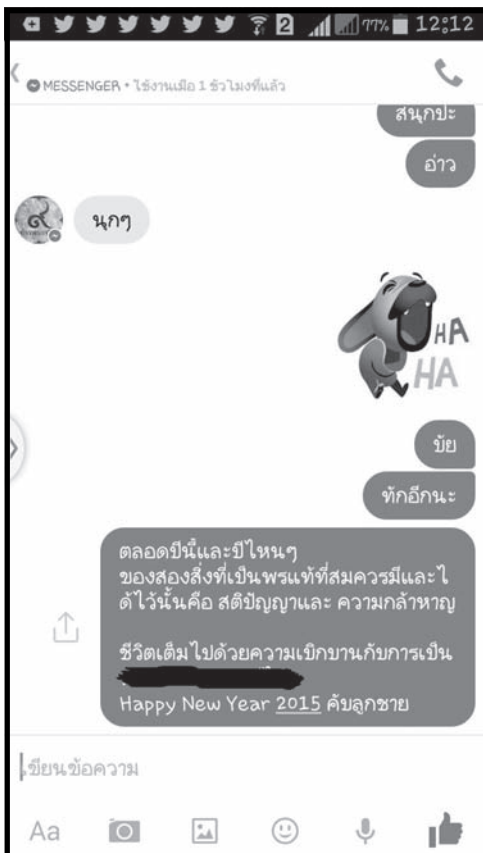 2 77% 12:12
MESSENGER • ใช้งานเมื่อ 1 ชั่วโมงที่แล้ว
สนุกปะ
อ่าว
๙
นุกๆ
HA
HA
บัย
ทักอีกนะ
ตลอดปีนี้และปีไหนๆ
ของสองสิ่งที่เป็นพรแท้ที่สมควรมีและไ
ด้ไว้นั้นคือ สติปัญญาและ ความกล้าหาญ
ชีวิตเต็มไปด้วยความเบิกบานกับการเป็น
Happy New Year 2015 คับลูกชาย
เขียนข้อความ
Aa